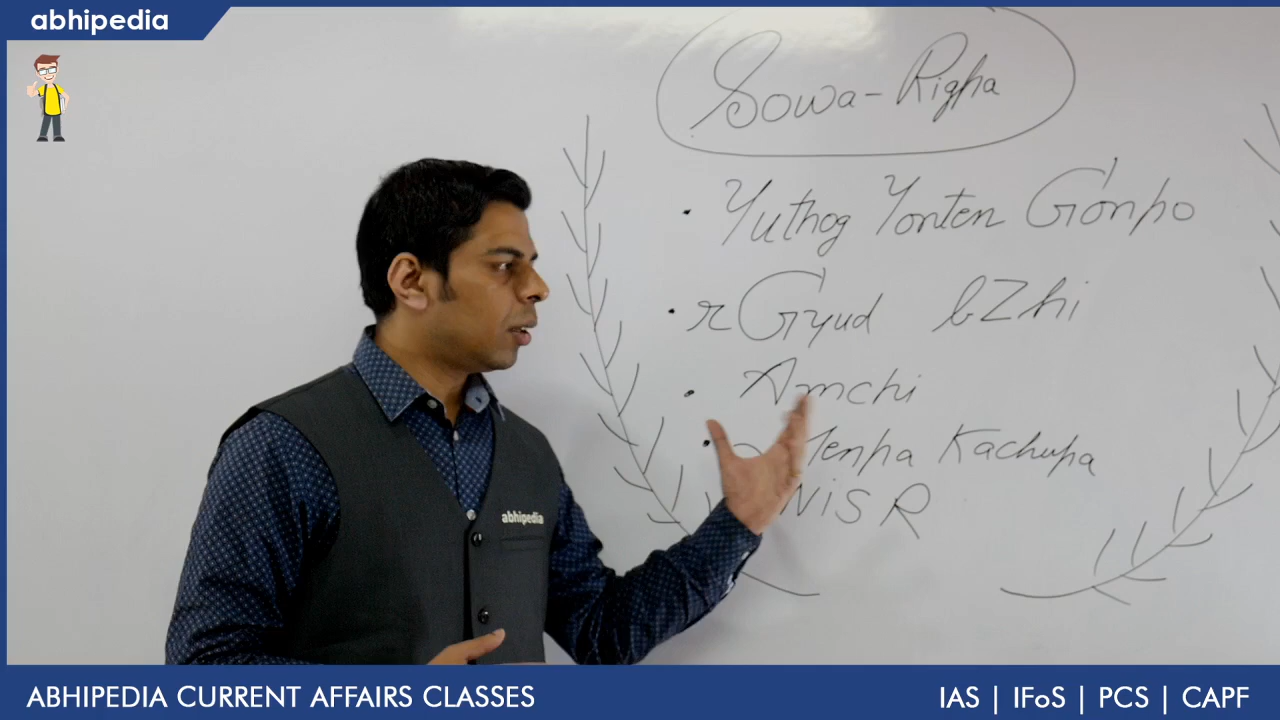 abhipedia
Sowa-Rigpa
• Yuthog Yonten Gonpo
• rGyud bZhi
• Amchi
• Kachupa
NISR
abhipedia
ABHIPEDIA CURRENT AFFAIRS CLASSES
IAS | IFoS | PCS | CAPF